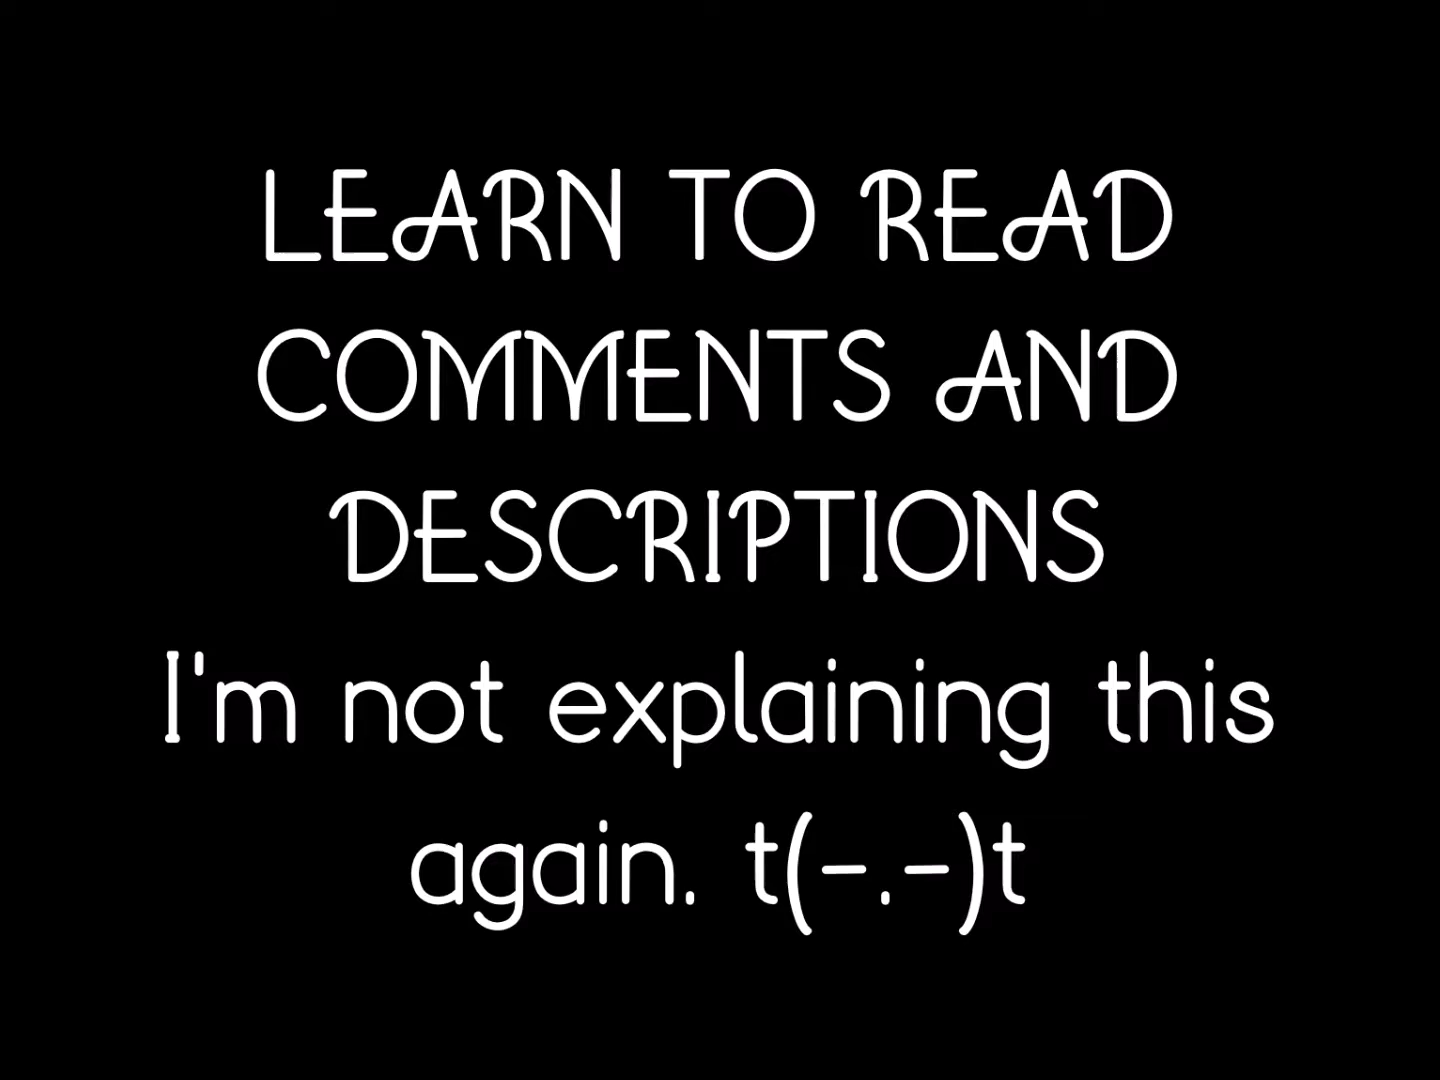 LEARN TO READ
COMMENTS AND
DESCRIPTIONS
I'm not explaining this
again. t(-.-)t